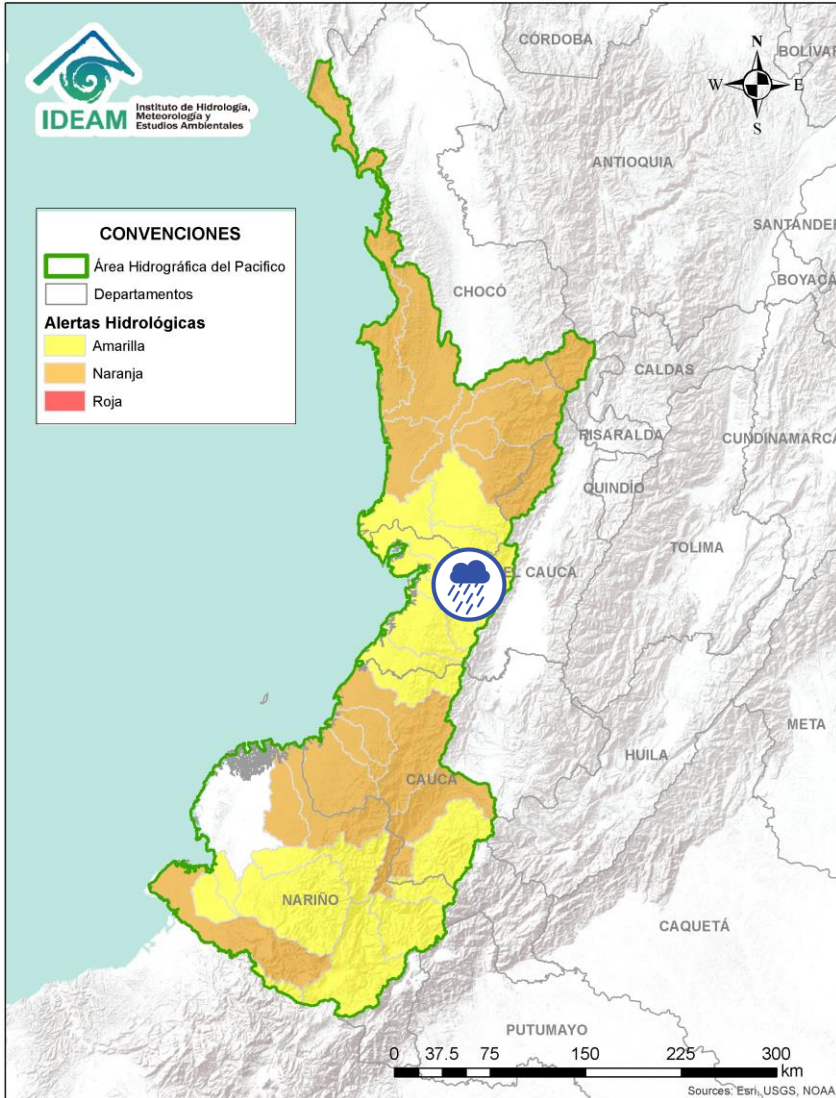 IDEAM
Instituto de Hidrología,
Meteorología y
Estudios Ambientales
CÓRDOBA
BOLÍVAR
N
W
E
S
ANTIOQUIA
SANTANDER
BOYACÁ
CONVENCIONES
Área Hidrográfica del Pacifico
Departamentos
Alertas Hidrológicas
Amarilla
Naranja
Roja
CHOCÓ
CALDAS
RISARALDA
CUNDINAMARCA
QUINDÍO
TOLIMA
EL CAUCA
META
HUILA
CAUCA
NARIÑO
CAQUETÁ
PUTUMAYO
0 37.5 75 150 225 300
km
Sources: Esri, USGS, NOAA